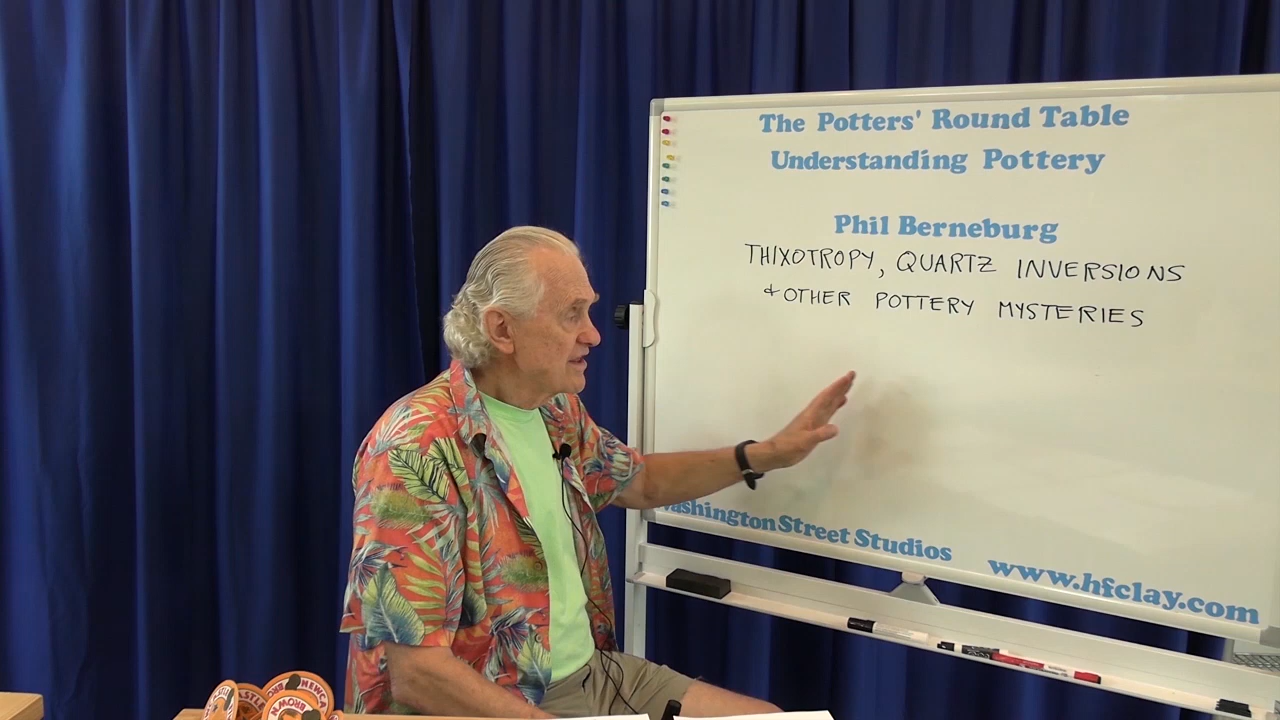 The Potters' Round Table
Understanding Pottery
Phil Berneburg
THIXOTROPY, QUARTZ INVERSIONS
& OTHER POTTERY MYSTERIES
Washington Street Studios
www.hfclay.com
BROWN